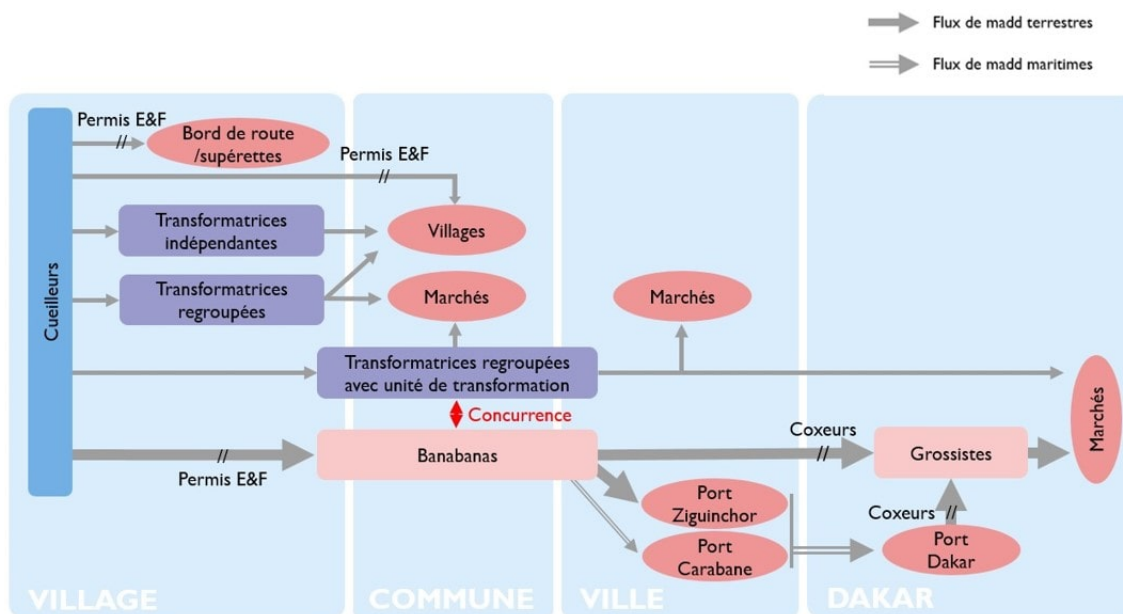 Flux de madd terrestres
Flux de madd maritimes
Permis E&F
//
Bord de route
/supérettes
Permis E&F
//
Cueilleurs
Transformatrices
indépendantes
Villages
Transformatrices
regroupées
Marchés
Marchés
Transformatrices regroupées
avec unité de transformation
Marchés
Concurrence
//
Permis E&F
Banabanas
Coxeurs
//
Grossistes
Port
Ziguinchor
Port
Carabane
Coxeurs //
Port
Dakar
VILLAGE
COMMUNE
VILLE
DAKAR